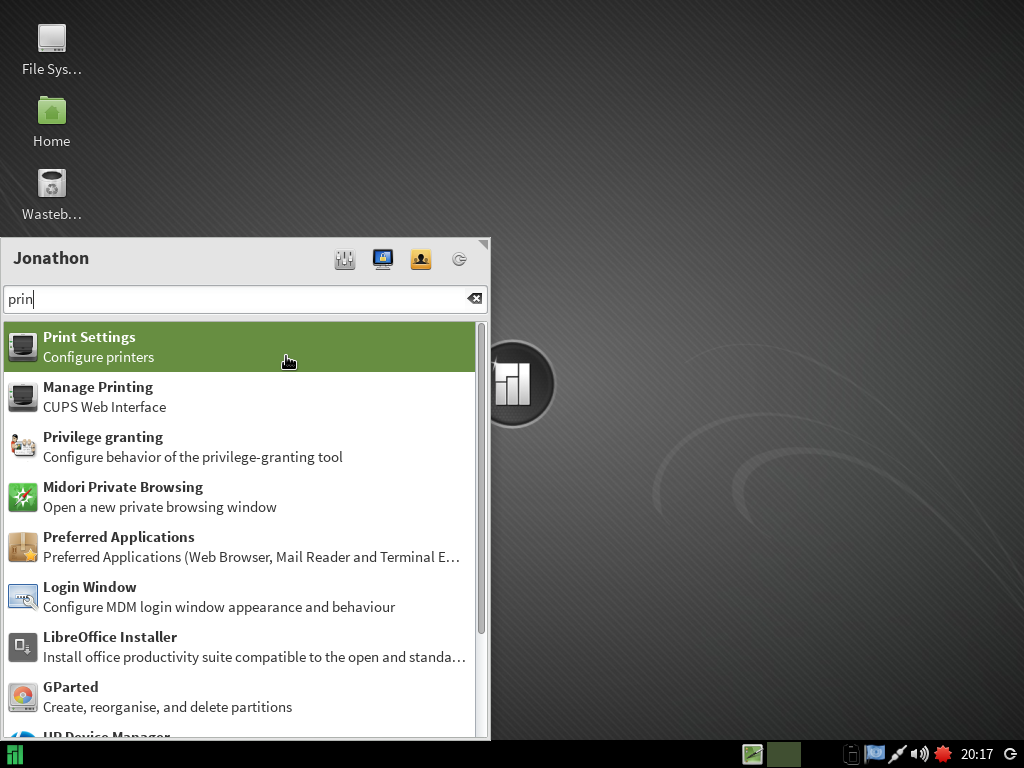 File Sys…
Home
Wasteb…
Jonathon
prin
Print Settings
Configure printers
Manage Printing
CUPS Web Interface
Privilege granting
Configure behavior of the privilege-granting tool
Midori Private Browsing
Open a new private browsing window
Preferred Applications
Preferred Applications (Web Browser, Mail Reader and Terminal E…
Login Window
Configure MDM login window appearance and behaviour
LibreOffice Installer
Install office productivity suite compatible to the open and standa…
GParted
Create, reorganise, and delete partitions
HP Device Manager
20:17